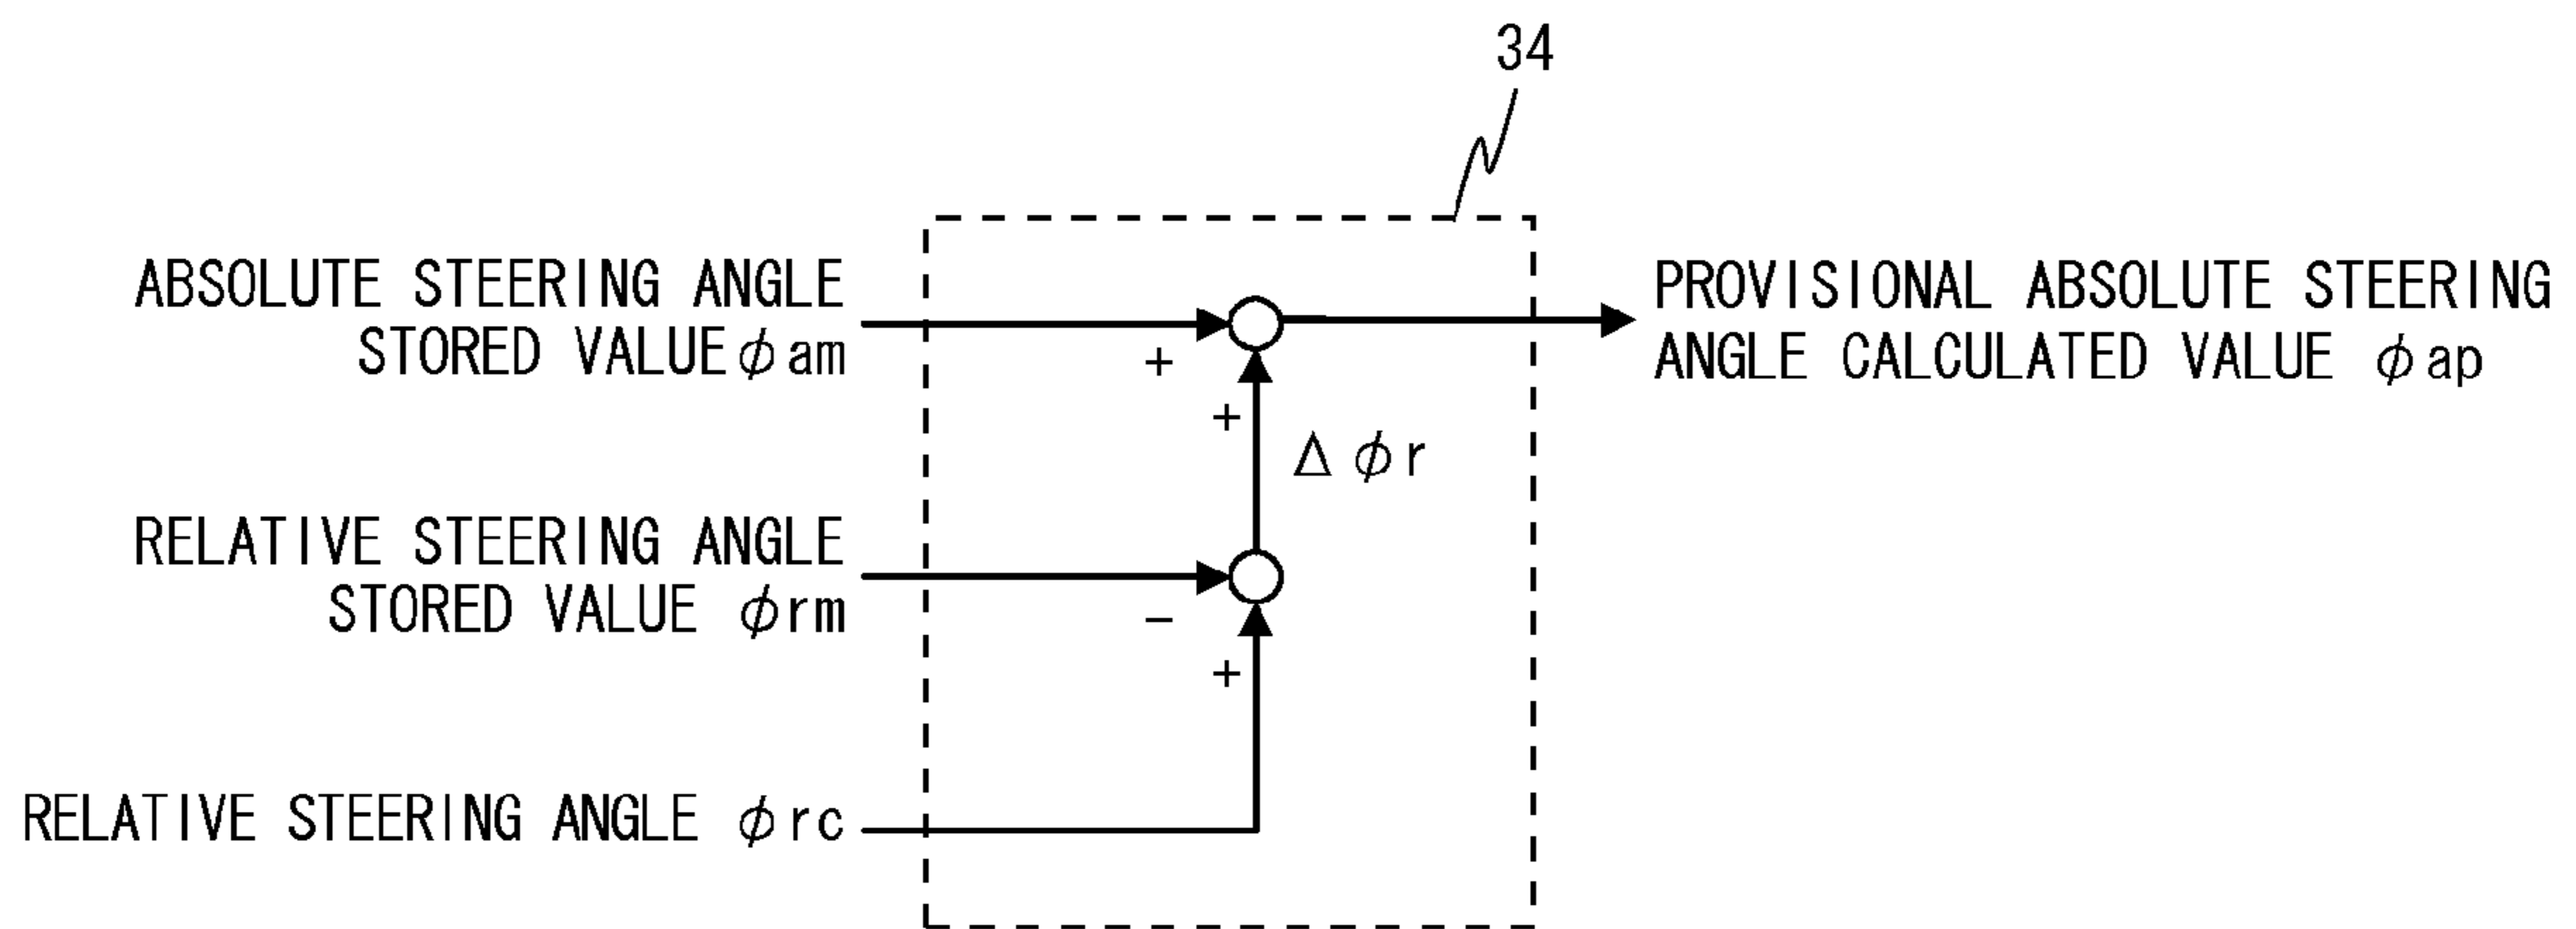 34
ABSOLUTE STEERING ANGLE
STORED VALUEφam
PROVISIONAL ABSOLUTE STEERING
ANGLE CALCULATED VALUE φap
+
+
Δφr
RELATIVE STEERING ANGLE
STORED VALUE φrm
-
+
RELATIVE STEERING ANGLE φrc